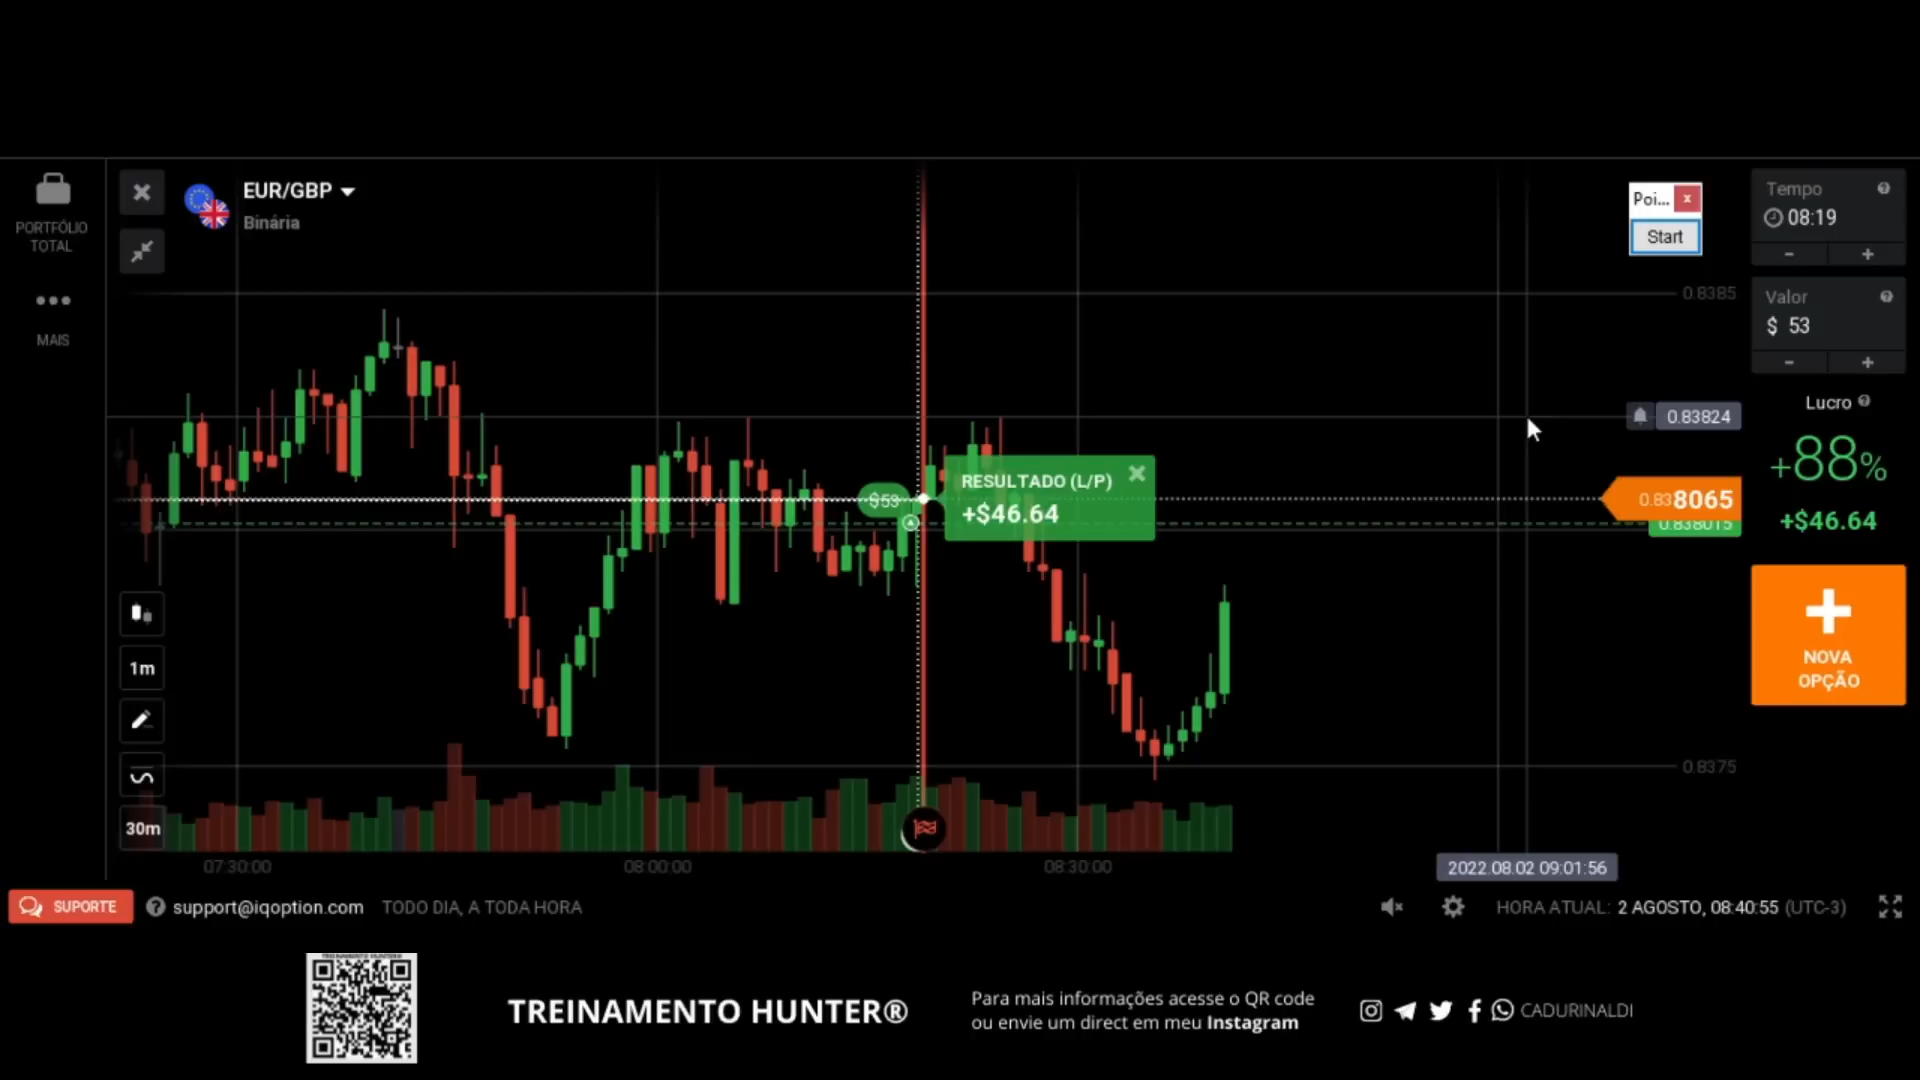 PORTFÓLIO
TOTAL
MAIS
EUR/GBP
Binária
Poi... x
Start
Tempo
08:19
- +
Valor
$ 53
- +
Lucro
+88%
+$46.64
NOVA
OPÇÃO
0.8385
0.83824
0.838065
0.838015
0.8375
$53
RESULTADO (L/P)
+$46.64
1m
30m
07:30:00
08:00:00
08:30:00
2022.08.02 09:01:56
SUPORTE
support@iqoption.com
TODO DIA, A TODA HORA
HORA ATUAL: 2 AGOSTO, 08:40:55 (UTC-3)
TREINAMENTO HUNTER®
Para mais informações acesse o QR code
ou envie um direct em meu Instagram
CADURINALDI